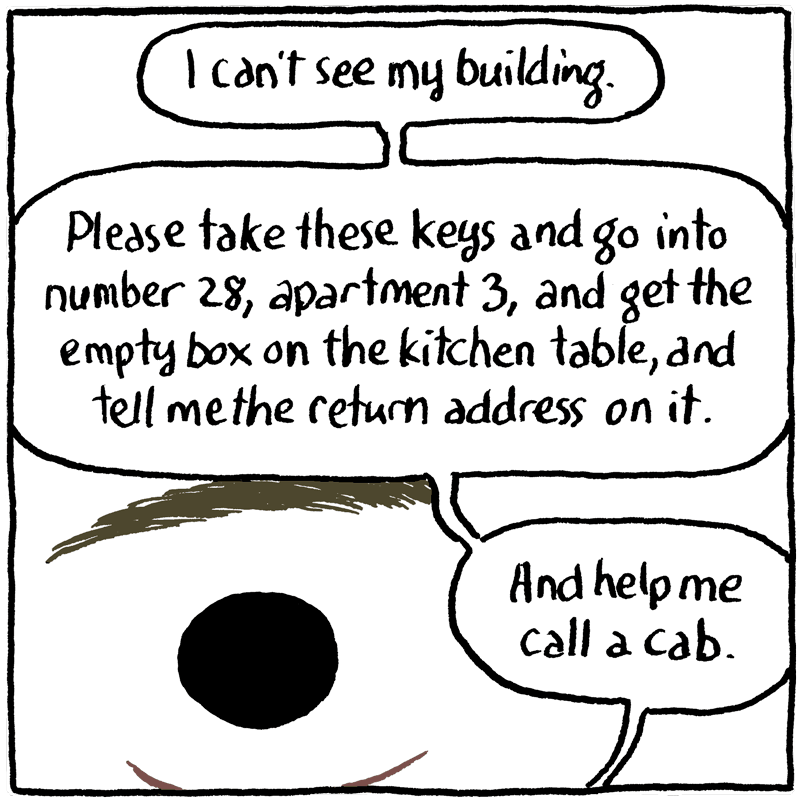 I can't see my building.
Please take these keys and go into
number 28, apartment 3, and get the
empty box on the kitchen table, and
tell me the return address on it.
And help me
call a cab.